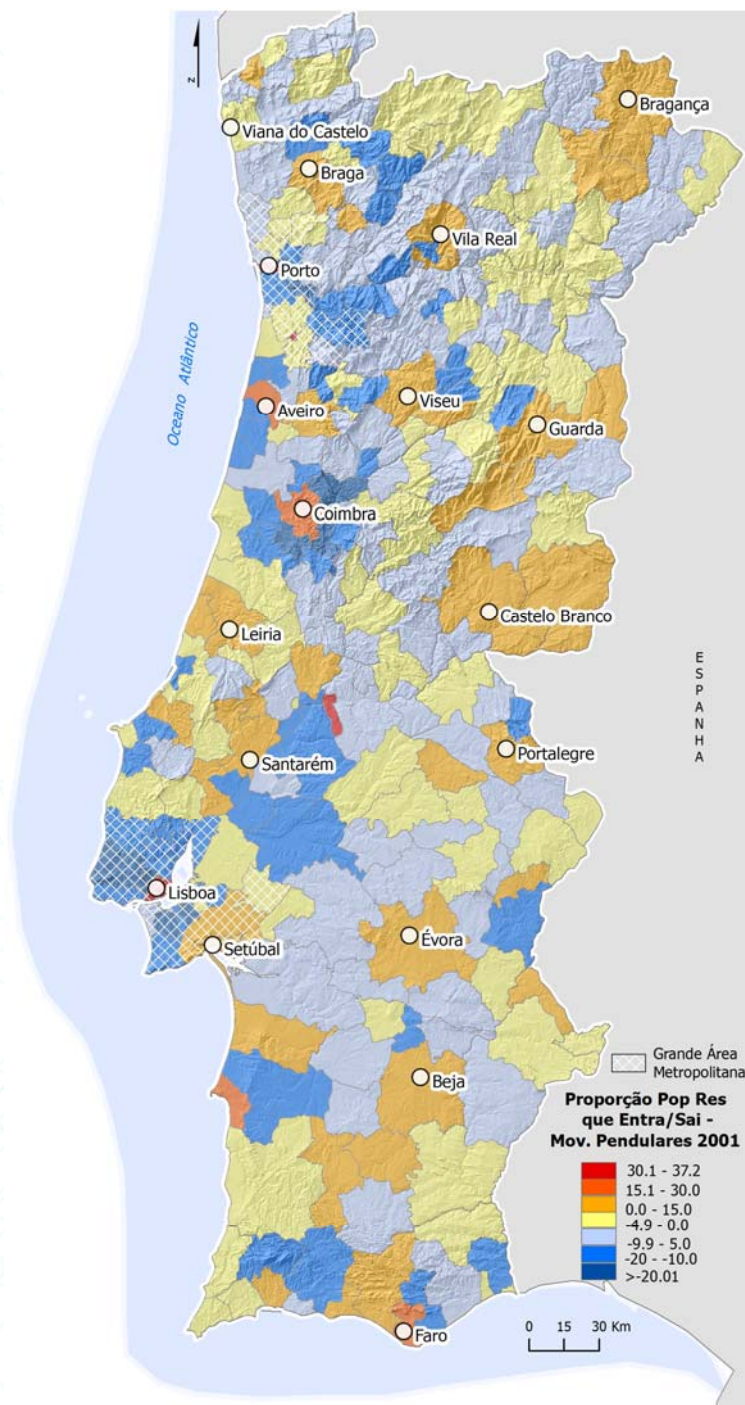 z
Bragança
Viana do Castelo
Braga
Vila Real
Porto
Oceano Atlântico
Viseu
Aveiro
Guarda
Coimbra
Castelo Branco
Leiria
ESPANHA
Portalegre
Santarém
Lisboa
Évora
Setúbal
Grande Área
Metropolitana
Beja
Proporção Pop Res
que Entra/Sai -
Mov. Pendulares 2001
30.1 - 37.2
15.1 - 30.0
0.0 - 15.0
-4.9 - 0.0
-9.9 - 5.0
-20 - -10.0
>-20.01
Faro
0 15 30 Km